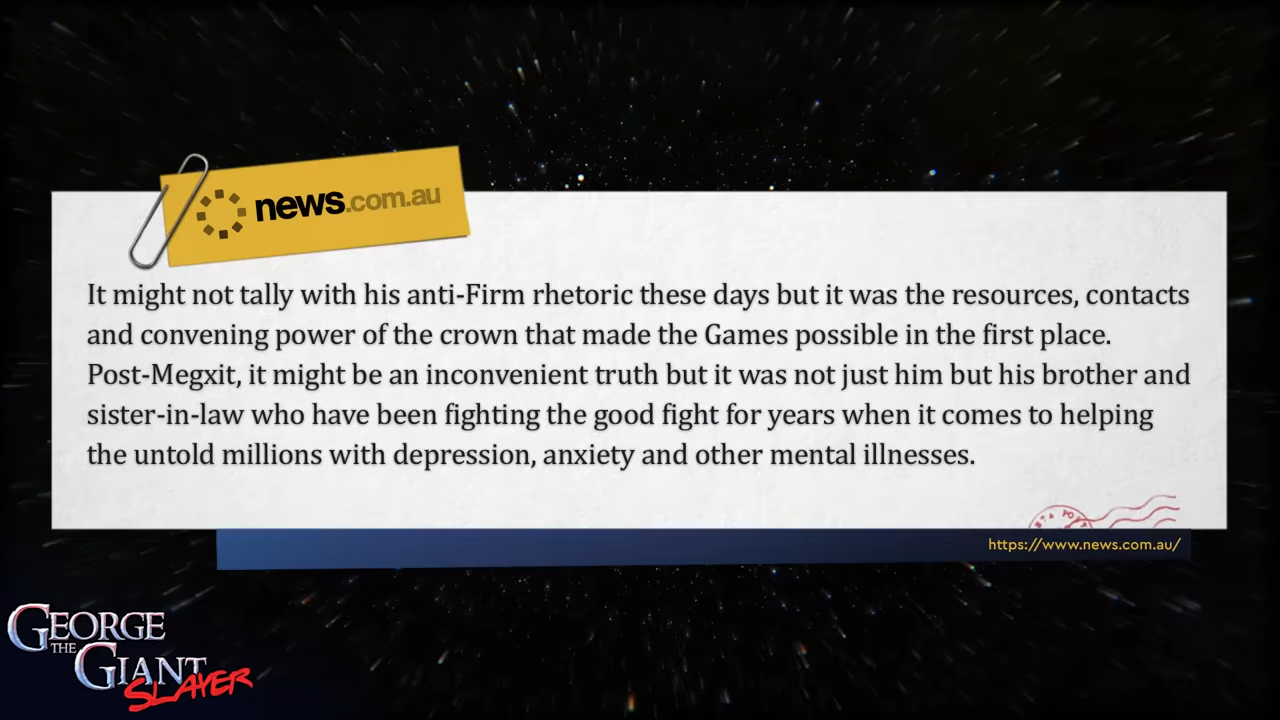 news.com.au
It might not tally with his anti-Firm rhetoric these days but it was the resources, contacts
and convening power of the crown that made the Games possible in the first place.
Post-Megxit, it might be an inconvenient truth but it was not just him but his brother and
sister-in-law who have been fighting the good fight for years when it comes to helping
the untold millions with depression, anxiety and other mental illnesses.
https://www.news.com.au/
GEORGE
THE
GIANT
SLAYER